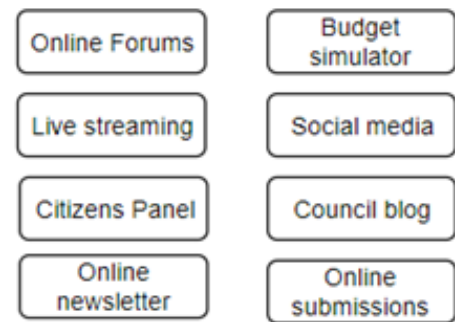 Online Forums
Budget
simulator
Live streaming
Social media
Citizens Panel
Council blog
Online
newsletter
Online
submissions